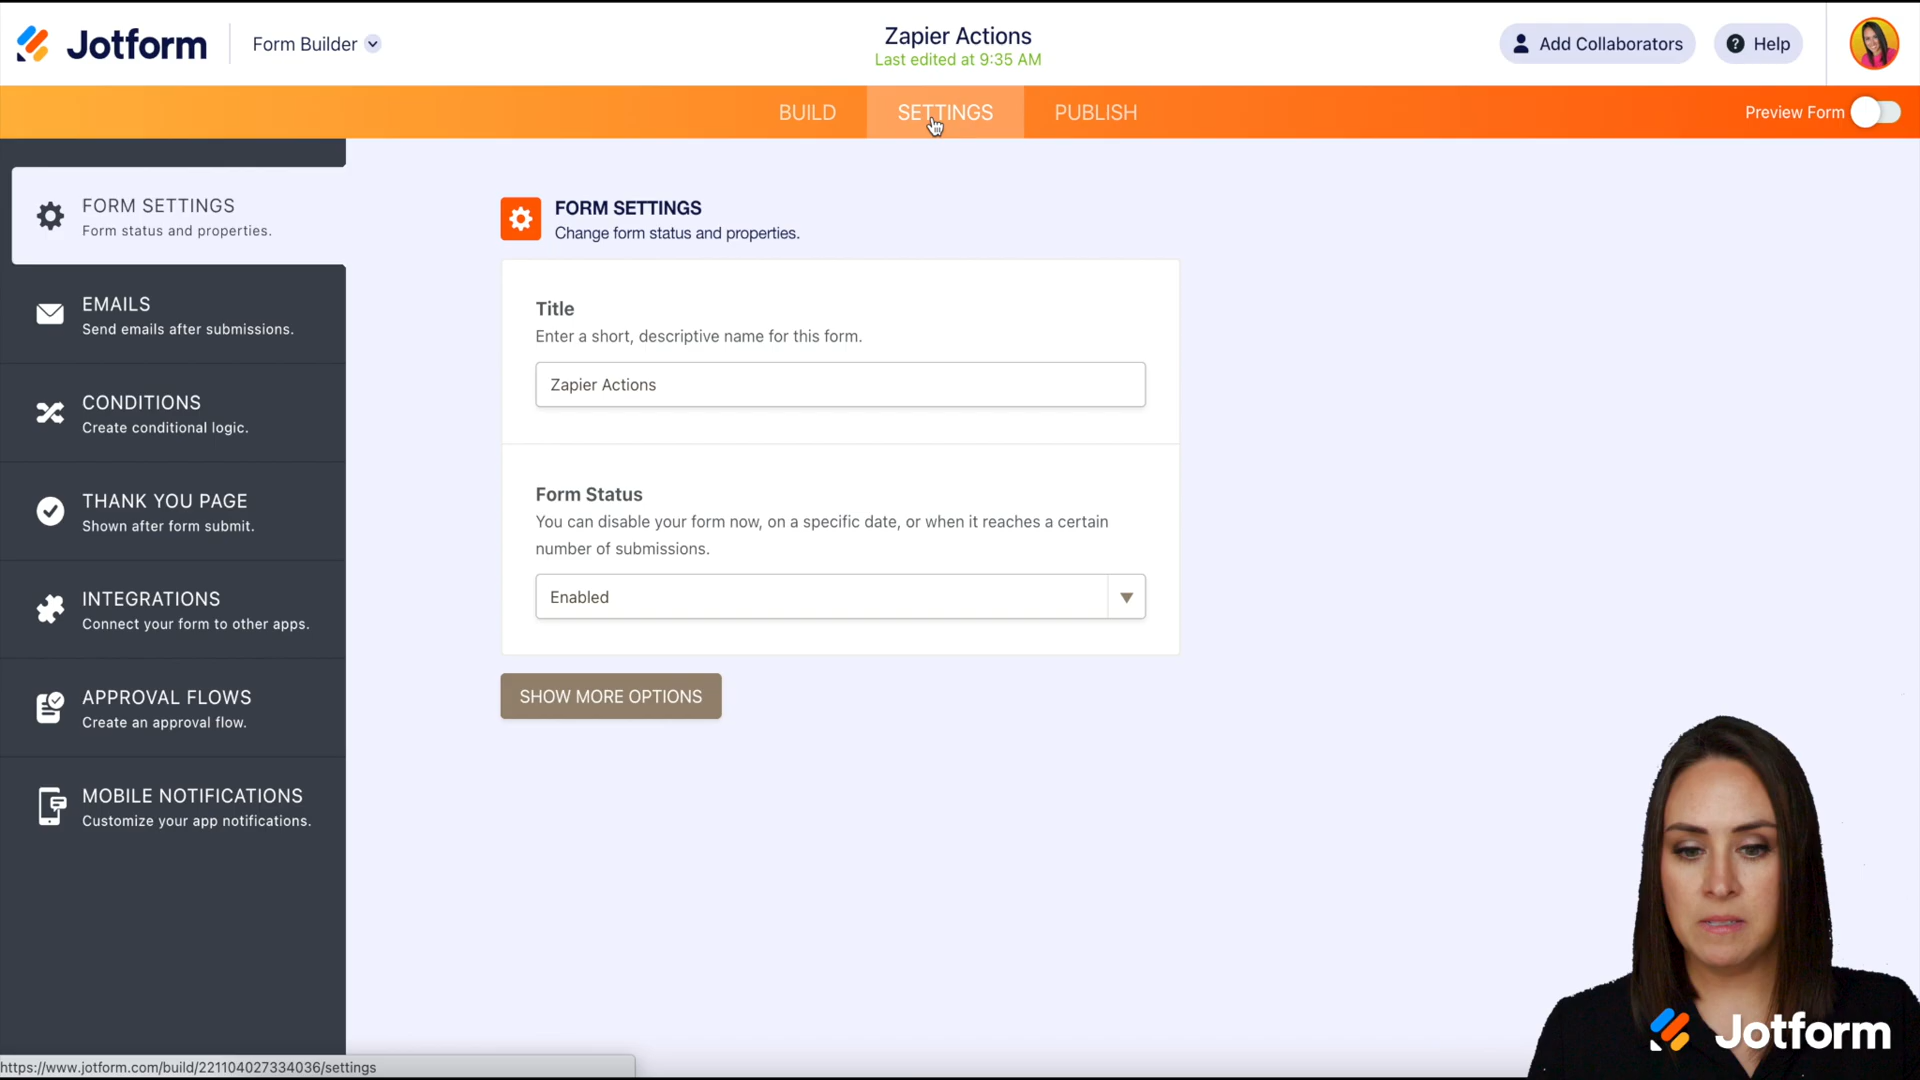 Jotform
Form Builder
Zapier Actions
Last edited at 9:35 AM
Add Collaborators
Help
BUILD
SETTINGS
PUBLISH
Preview Form
FORM SETTINGS
Form status and properties.
EMAILS
Send emails after submissions.
CONDITIONS
Create conditional logic.
THANK YOU PAGE
Shown after form submit.
INTEGRATIONS
Connect your form to other apps.
APPROVAL FLOWS
Create an approval flow.
MOBILE NOTIFICATIONS
Customize your app notifications.
FORM SETTINGS
Change form status and properties.
Title
Enter a short, descriptive name for this form.
Zapier Actions
Form Status
You can disable your form now, on a specific date, or when it reaches a certain
number of submissions.
Enabled
SHOW MORE OPTIONS
Jotform
https://www.jotform.com/build/221104027334036/settings